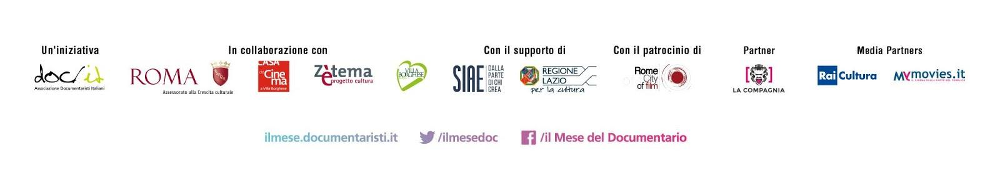 Un'iniziativa
In collaborazione con
Con il supporto di
Con il patrocinio di
Partner
Media Partners
doc/it
Associazione Documentaristi Italiani
ROMA
Assessorato alla Crescita culturale
CASA
del Cine
ma
a Villa Borghese
Zètema
progetto cultura
VILLA
BORGHESE
SIAE
DALLA
PARTE
DI CHI
CREA
REGIONE
LAZIO
per la cultura
Rome
City
of film
LA COMPAGNIA
Rai Cultura
MYmovies.it
IL CINEMA DALLA PARTE DEL PUBBLICO
ilmese.documentaristi.it
/ilmesedoc
/il Mese del Documentario